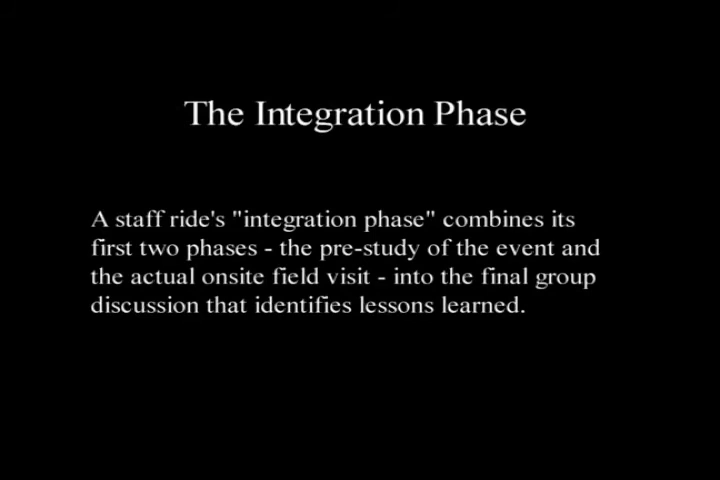 The Integration Phase
A staff ride's "integration phase" combines its
first two phases - the pre-study of the event and
the actual onsite field visit - into the final group
discussion that identifies lessons learned.